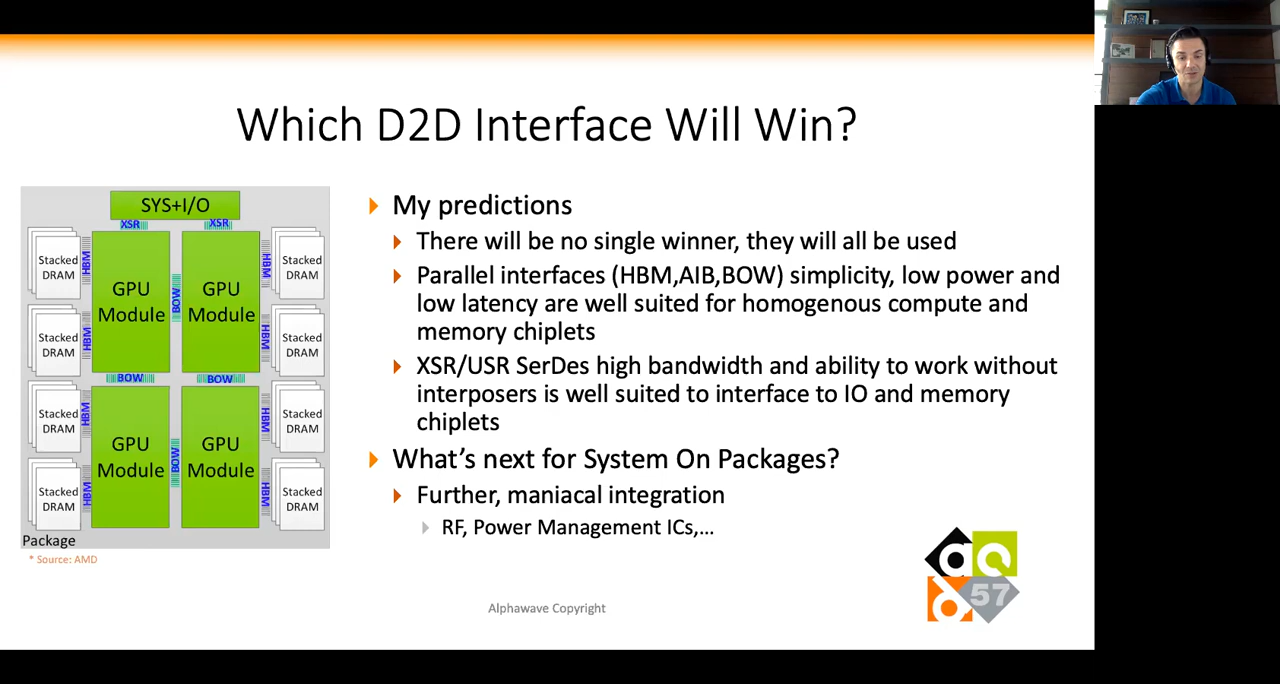 Which D2D Interface Will Win?
SYS+I/O
XSR
XSR
Stacked
DRAM
HBM
GPU
Module
BOW
GPU
Module
HBM
Stacked
DRAM
Stacked
DRAM
HBM
HBM
Stacked
DRAM
BOW
BOW
Stacked
DRAM
HBM
GPU
Module
BOW
GPU
Module
HBM
Stacked
DRAM
Stacked
DRAM
HBM
HBM
Stacked
DRAM
Package
* Source: AMD
My predictions
There will be no single winner, they will all be used
Parallel interfaces (HBM,AIB,BOW) simplicity, low power and
low latency are well suited for homogenous compute and
memory chiplets
XSR/USR SerDes high bandwidth and ability to work without
interposers is well suited to interface to IO and memory
chiplets
What's next for System On Packages?
Further, maniacal integration
RF, Power Management ICs,...
57
Alphawave Copyright